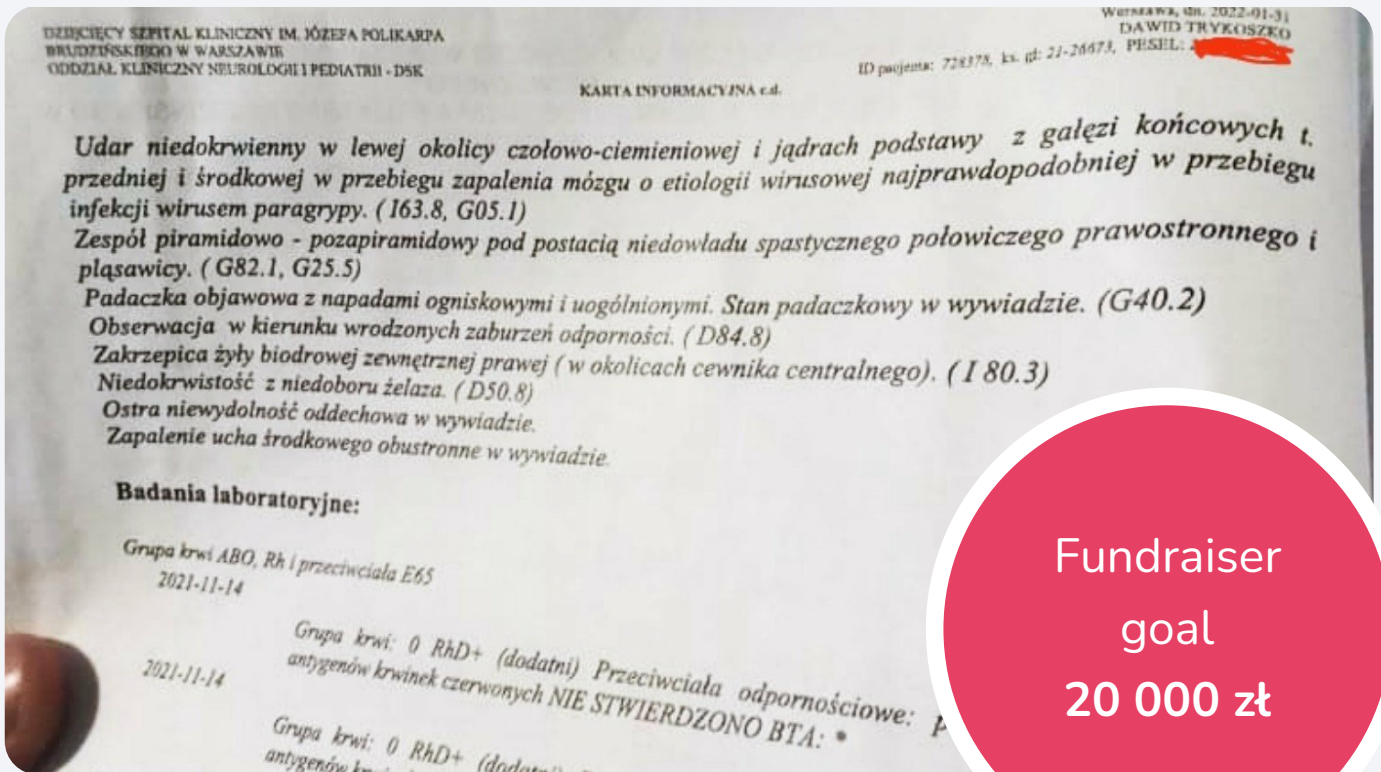 DZIECIĘCY SZPITAL KLINICZNY IM. JÓZEFA POLIKARPA
BRUDZIŃSKIEGO W WARSZAWIE
ODDZIAŁ KLINICZNY NEUROLOGII I PEDIATRII - D5K
Warszawa, dn. 2022-01-31
DAWID TRYKOSZKO
ID pacjenta: 728378, ks. gł: 21-26673, PESEL:
KARTA INFORMACYJNA c.d.
Udar niedokrwienny w lewej okolicy czołowo-ciemieniowej i jądrach podstawy z gałęzi końcowych t.
przedniej i środkowej w przebiegu zapalenia mózgu o etiologii wirusowej najprawdopodobniej w przebiegu
infekcji wirusem paragrypy. ( I63.8, G05.1)
Zespół piramidowo - pozapiramidowy pod postacią niedowładu spastycznego połowiczego prawostronnego i
pląsawicy. ( G82.1, G25.5)
Padaczka objawowa z napadami ogniskowymi i uogólnionymi. Stan padaczkowy w wywiadzie. (G40.2)
Obserwacja w kierunku wrodzonych zaburzeń odporności. ( D84.8)
Zakrzepica żyły biodrowej zewnętrznej prawej ( w okolicach cewnika centralnego). ( I 80.3)
Niedokrwistość z niedoboru żelaza. ( D50.8)
Ostra niewydolność oddechowa w wywiadzie.
Zapalenie ucha środkowego obustronne w wywiadzie.
Badania laboratoryjne:
Grupa krwi ABO, Rh i przeciwciała E65
2021-11-14
Grupa krwi: 0 RhD+ (dodatni) Przeciwciała odpornościowe:
antygenów krwinek czerwonych NIE STWIERDZONO BTA: *
2021-11-14
Grupa krwi: 0 RhD+
antygenów
Fundraiser
goal
20 000 zł